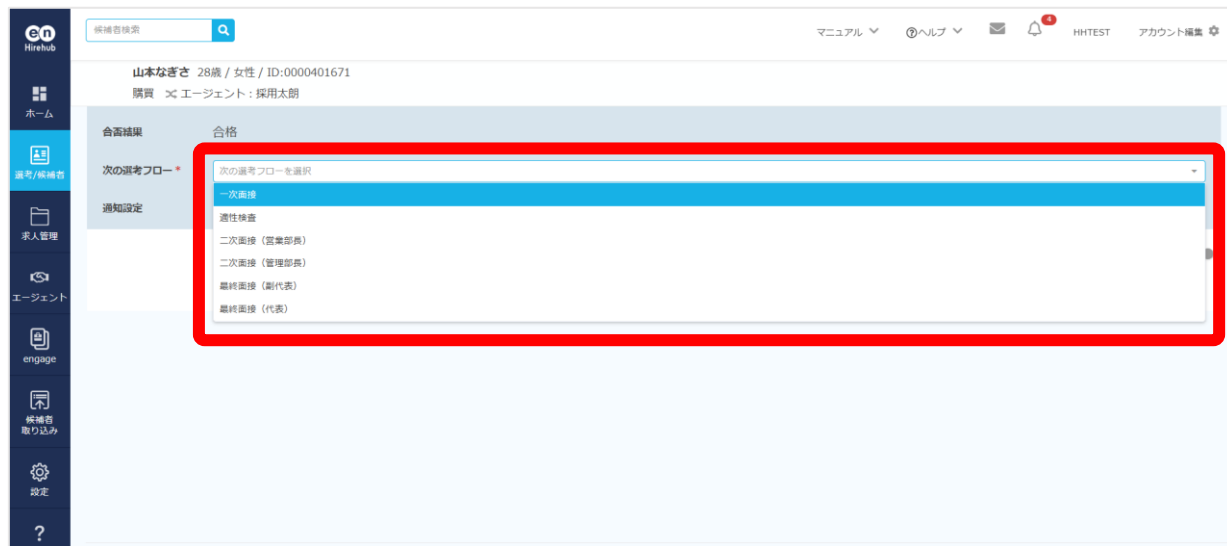 en
Hirehub
候補者検索
マニュアル
?ヘルプ
4
HHTEST
アカウント編集
山本なぎさ 28歳 / 女性 / ID:0000401671
購買 エージェント : 採用太朗
ホーム
選考/候補者
求人管理
エージェント
engage
候補者
取り込み
設定
?
合否結果 合格
次の選考フロー * 次の選考フローを選択
通知設定
一次面接
適性検査
二次面接（営業部長）
二次面接（管理部長）
最終面接（副代表）
最終面接（代表）